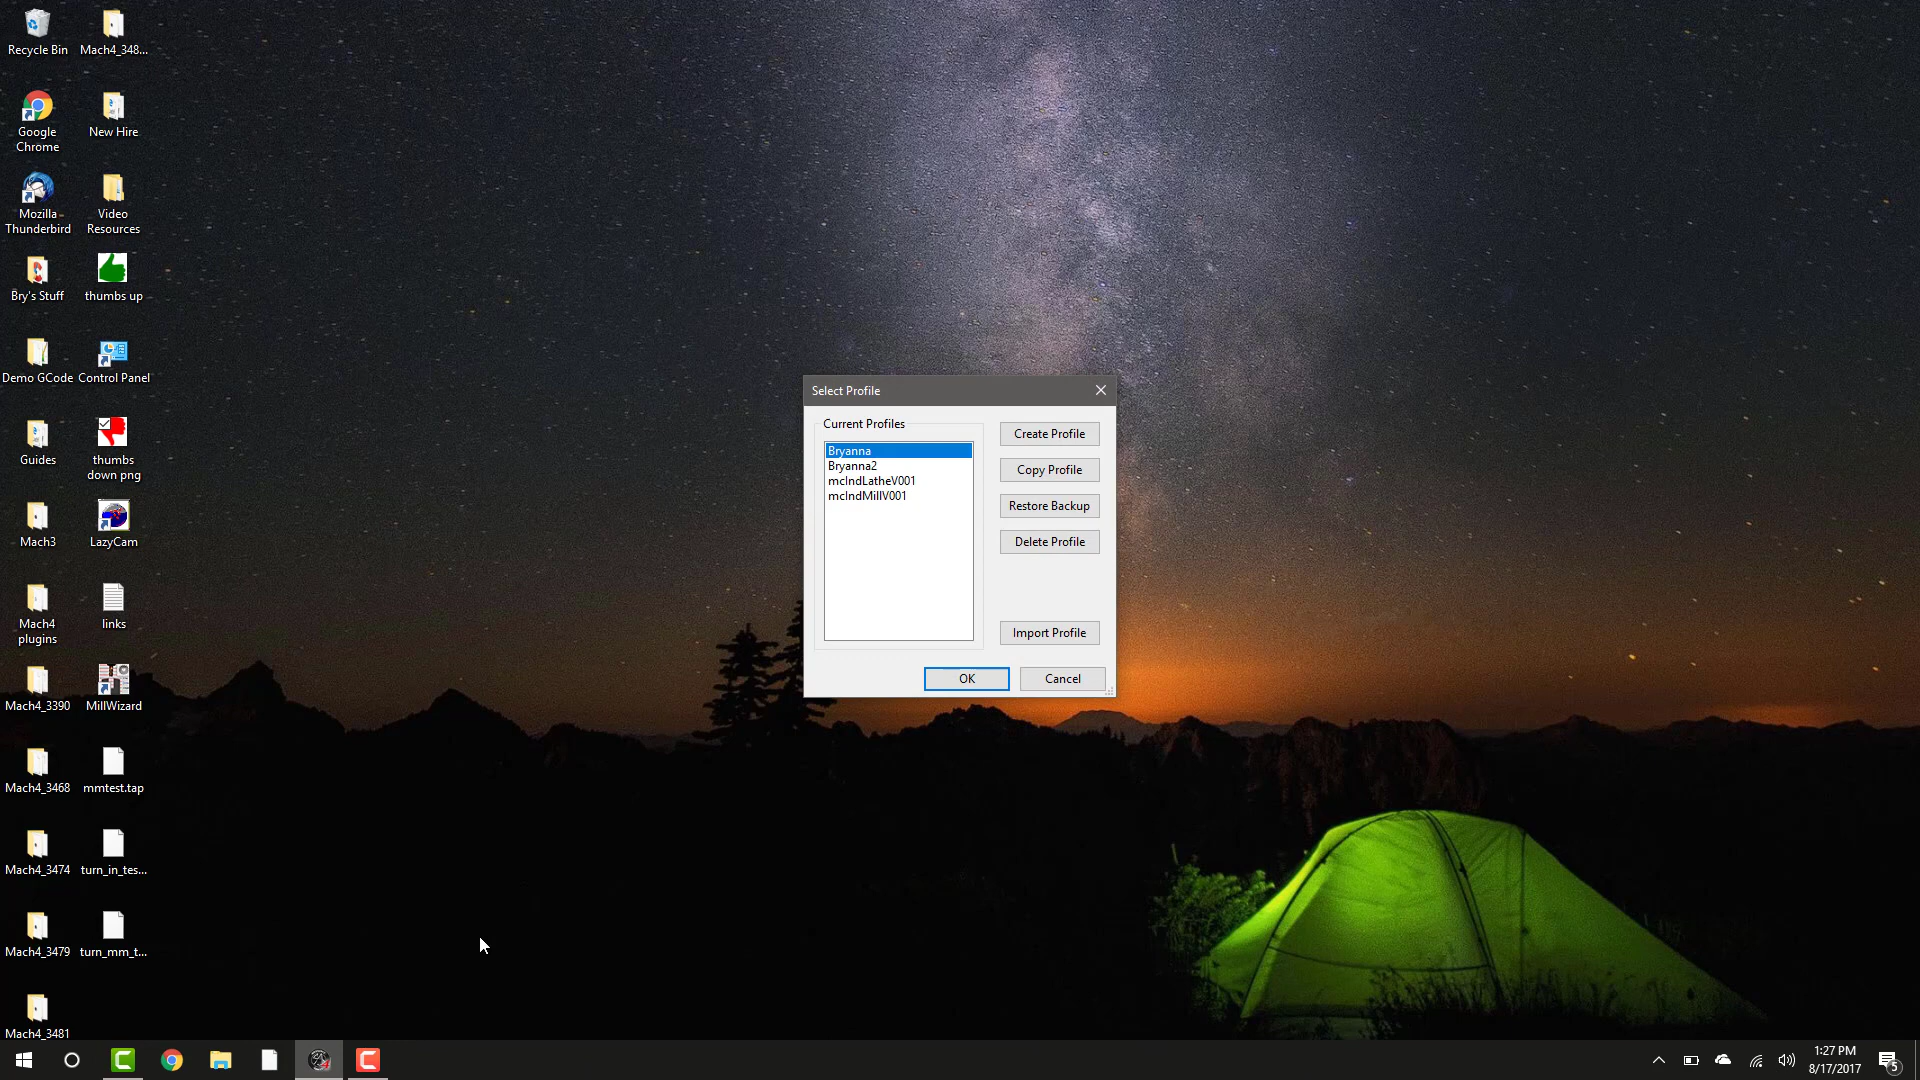 Recycle Bin
Mach4_348...
Google
Chrome
New Hire
Mozilla
Thunderbird
Video
Resources
Bry's Stuff
thumbs up
Demo GCode
Control Panel
Guides
thumbs
down png
Mach3
LazyCam
Mach4
plugins
links
Mach4_3390
MillWizard
Mach4_3468
mmtest.tap
Mach4_3474
turn_in_tes...
Mach4_3479
turn_mm_t...
Mach4_3481
Select Profile
Current Profiles
Bryanna
Bryanna2
mcIndLatheV001
mcIndMillV001
Create Profile
Copy Profile
Restore Backup
Delete Profile
Import Profile
OK
Cancel
1:27 PM
8/17/2017
5